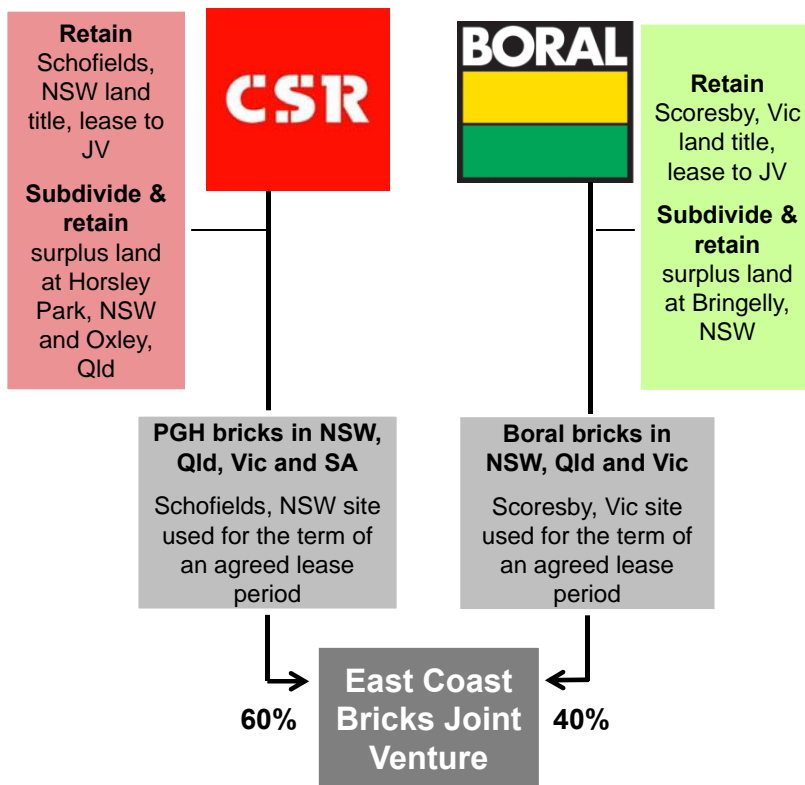 Retain
Schofields,
NSW land
title, lease to
JV
Subdivide &
retain
surplus land
at Horsley
Park, NSW
and Oxley,
Qld
CSR
BORAL
Retain
Scoresby, Vic
land title,
lease to JV
Subdivide &
retain
surplus land
at Bringelly,
NSW
PGH bricks in NSW,
Qld, Vic and SA
Schofields, NSW site
used for the term of
an agreed lease
period
Boral bricks in
NSW, Qld and Vic
Scoresby, Vic site
used for the term of
an agreed lease
period
60%
East Coast
Bricks Joint
Venture
40%